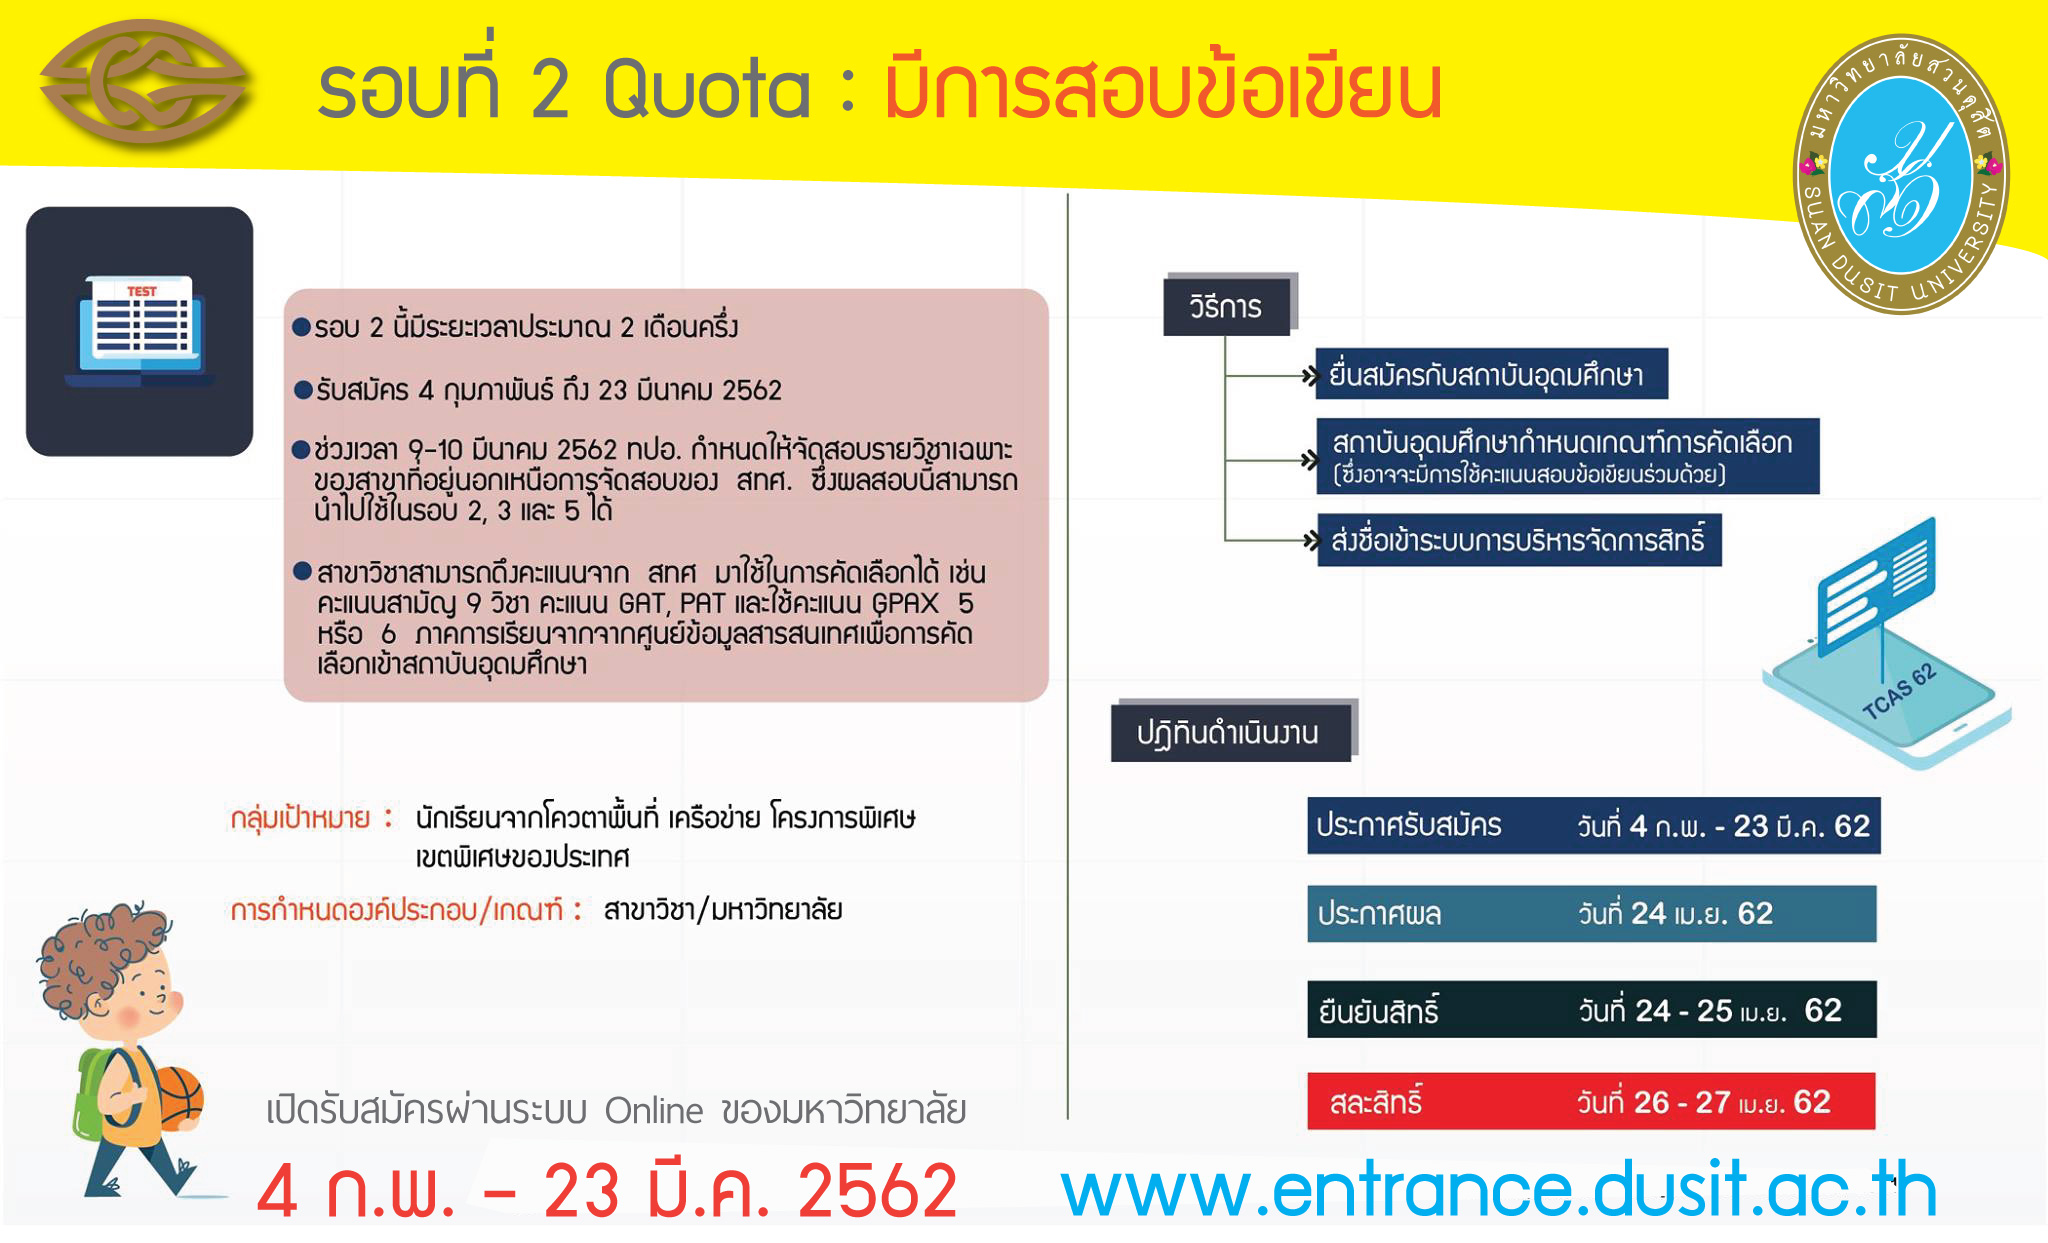 รอบที่ 2 Quota : มีการสอบข้อเขียน
มหาวิทยาลัยสวนดุสิต
SUAN DUSIT UNIVERSITY
TEST
รอบ 2 นี้มีระยะเวลาประมาณ 2 เดือนครึ่ง
รับสมัคร 4 กุมภาพันธ์ ถึง 23 มีนาคม 2562
ช่วงเวลา 9-10 มีนาคม 2562 ทปอ. กำหนดให้จัดสอบรายวิชาเฉพาะ
ของสาขาที่อยู่นอกเหนือการจัดสอบของ สทศ. ซึ่งผลสอบนี้สามารถ
นำไปใช้ในรอบ 2, 3 และ 5 ได้
สาขาวิชาสามารถดึงคะแนนจาก สทศ มาใช้ในการคัดเลือกได้ เช่น
คะแนนสามัญ 9 วิชา คะแนน GAT, PAT และใช้คะแนน GPAX 5
หรือ 6 ภาคการเรียนจากจากศูนย์ข้อมูลสารสนเทศเพื่อการคัด
เลือกเข้าสถาบันอุดมศึกษา
กลุ่มเป้าหมาย : นักเรียนจากโควตาพื้นที่ เครือข่าย โครงการพิเศษ
เขตพิเศษของประเทศ
การกำหนดองค์ประกอบ/เกณฑ์ : สาขาวิชา/มหาวิทยาลัย
วิธีการ
ยื่นสมัครกับสถาบันอุดมศึกษา
สถาบันอุดมศึกษากำหนดเกณฑ์การคัดเลือก
(ซึ่งอาจจะมีการใช้คะแนนสอบข้อเขียนร่วมด้วย)
ส่งชื่อเข้าระบบการบริหารจัดการสิทธิ์
TCAS 62
ปฏิทินดำเนินงาน
ประกาศรับสมัคร วันที่ 4 ก.พ. - 23 มี.ค. 62
ประกาศผล วันที่ 24 เม.ย. 62
ยืนยันสิทธิ์ วันที่ 24 - 25 เม.ย. 62
สละสิทธิ์ วันที่ 26 - 27 เม.ย. 62
เปิดรับสมัครผ่านระบบ Online ของมหาวิทยาลัย
4 ก.พ. - 23 มี.ค. 2562
www.entrance.dusit.ac.th